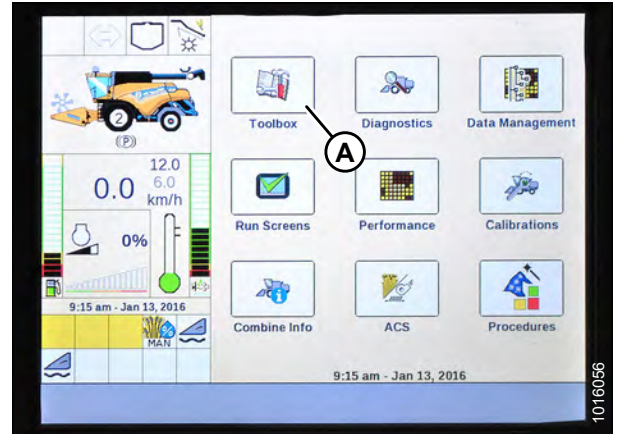 2
(P)
12.0
0.0 6.0
km/h
0%
9:15 am - Jan 13, 2016
MAN
Toolbox
Diagnostics
Data Management
A
Run Screens
Performance
Calibrations
Combine Info
ACS
Procedures
9:15 am - Jan 13, 2016
1016056